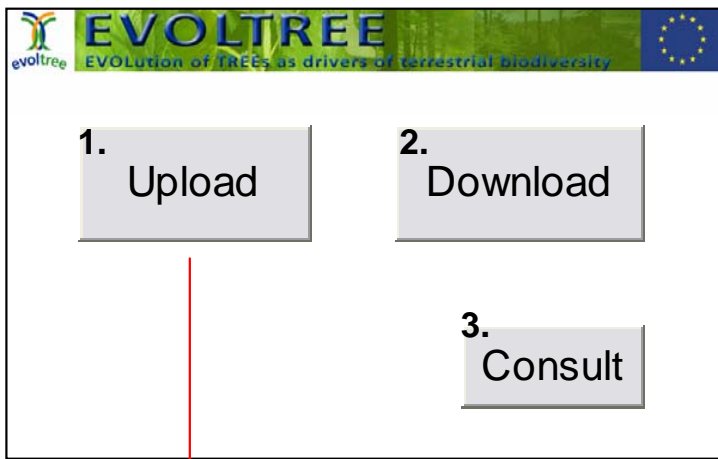 EVOLTREE
evoltree
EVOLution of TREEs as drivers of terrestrial biodiversity
1.
Upload
2.
Download
3.
Consult